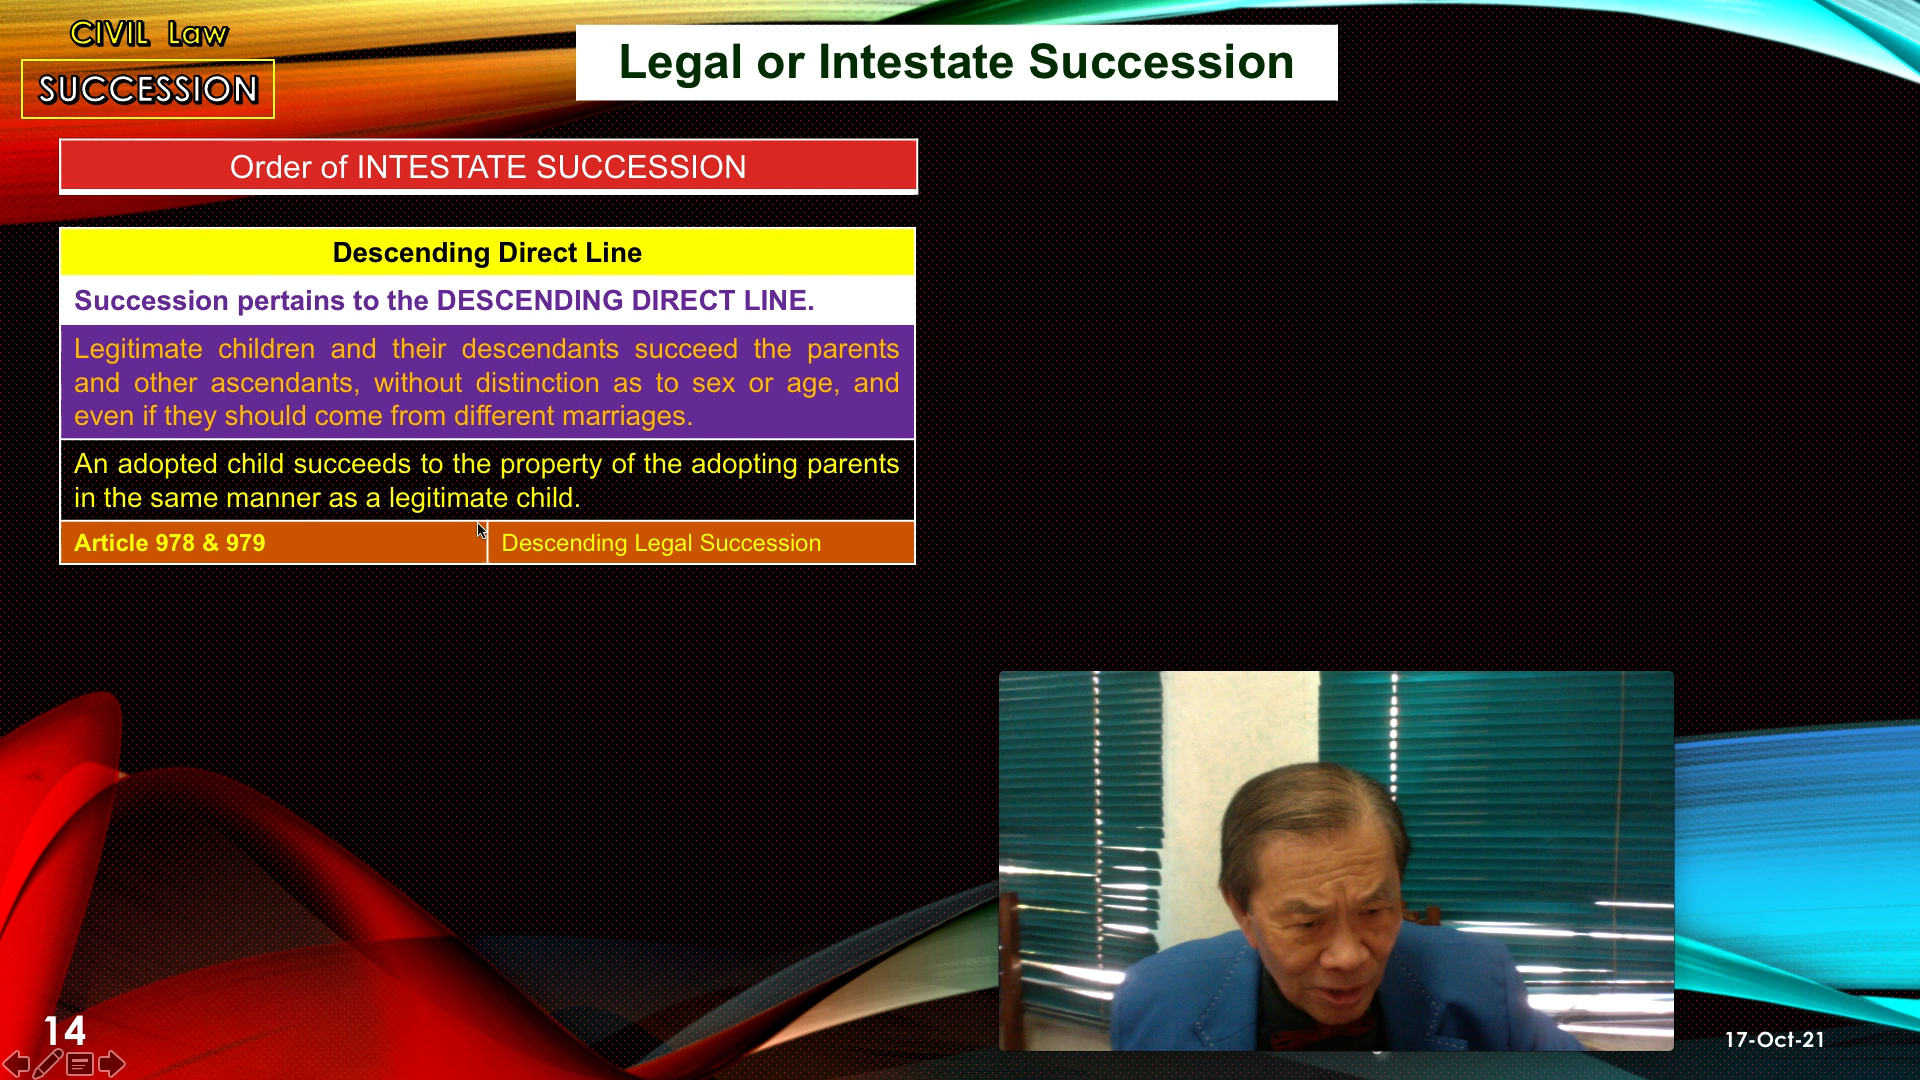 CIVIL Law
SUCCESSION
Legal or Intestate Succession
Order of INTESTATE SUCCESSION
Descending Direct Line
Succession pertains to the DESCENDING DIRECT LINE.
Legitimate children and their descendants succeed the parents
and other ascendants, without distinction as to sex or age, and
even if they should come from different marriages.
An adopted child succeeds to the property of the adopting parents
in the same manner as a legitimate child.
Article 978 & 979
Descending Legal Succession
14
17-Oct-21